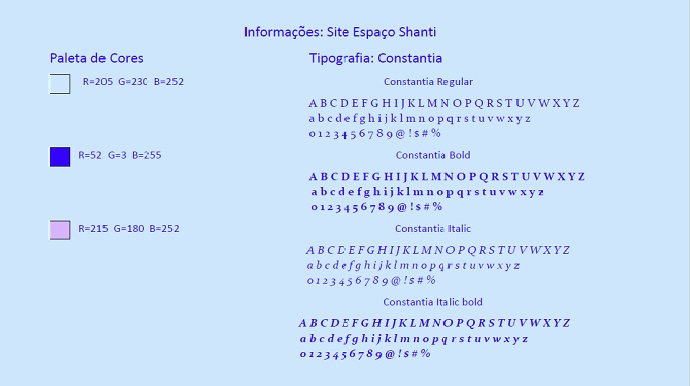 Informações: Site Espaço Shanti
Paleta de Cores
R=205 G=230 B=252
R=52 G=3 B=255
R=215 G=180 B=252
Tipografia: Constantia
Constantia Regular
A B C D E F G H I J K L M N O P Q R S T U V W X Y Z
a b c d e f g h i j k l m n o p q r s t u v w x y z
0 1 2 3 4 5 6 7 8 9 @ ! s # %
Constantia Bold
A B C D E F G H I J K L M N O P Q R S T U V W X Y Z
a b c d e f g h i j k l m n o p q r s t u v w x y z
0 1 2 3 4 5 6 7 8 9 @ ! s # %
Constantia Italic
A B C D E F G H I J K L M N O P Q R S T U V W X Y Z
a b c d e f g h i j k l m n o p q r s t u v w x y z
0 1 2 3 4 5 6 7 8 9 @ ! s # %
Constantia Italic bold
A B C D E F G H I J K L M N O P Q R S T U V W X Y Z
a b c d e f g h i j k l m n o p q r s t u v w x y z
0 1 2 3 4 5 6 7 8 9 @ ! s # %